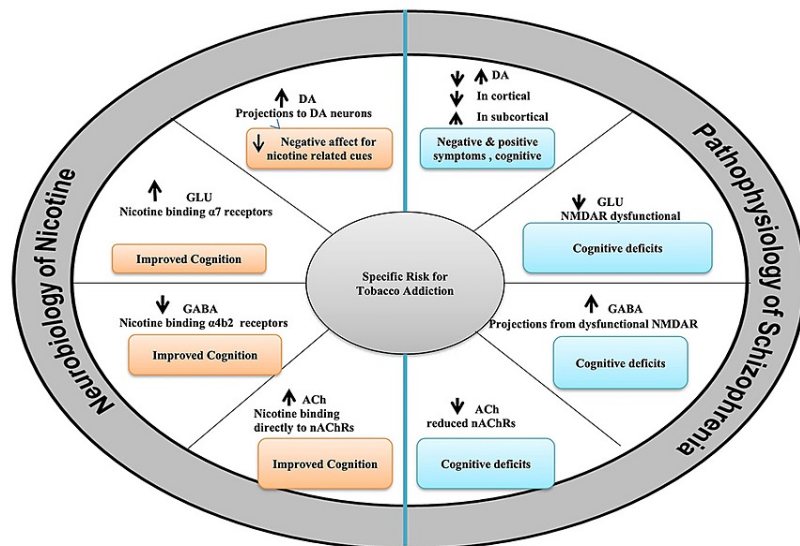 Neurobiology of Nicotine
DA
Projections to DA neurons
Negative affect for
nicotine related cues
GLU
Nicotine binding α7 receptors
Improved Cognition
GABA
Nicotine binding α4b2 receptors
Improved Cognition
ACh
Nicotine binding
directly to nAChRs
Improved Cognition
Specific Risk for
Tobacco Addiction
Pathophysiology of Schizophrenia
DA
In cortical
In subcortical
Negative & positive
symptoms , cognitive
GLU
NMDAR dysfunctional
Cognitive deficits
GABA
Projections from dysfunctional NMDAR
Cognitive deficits
ACh
reduced nAChRs
Cognitive deficits